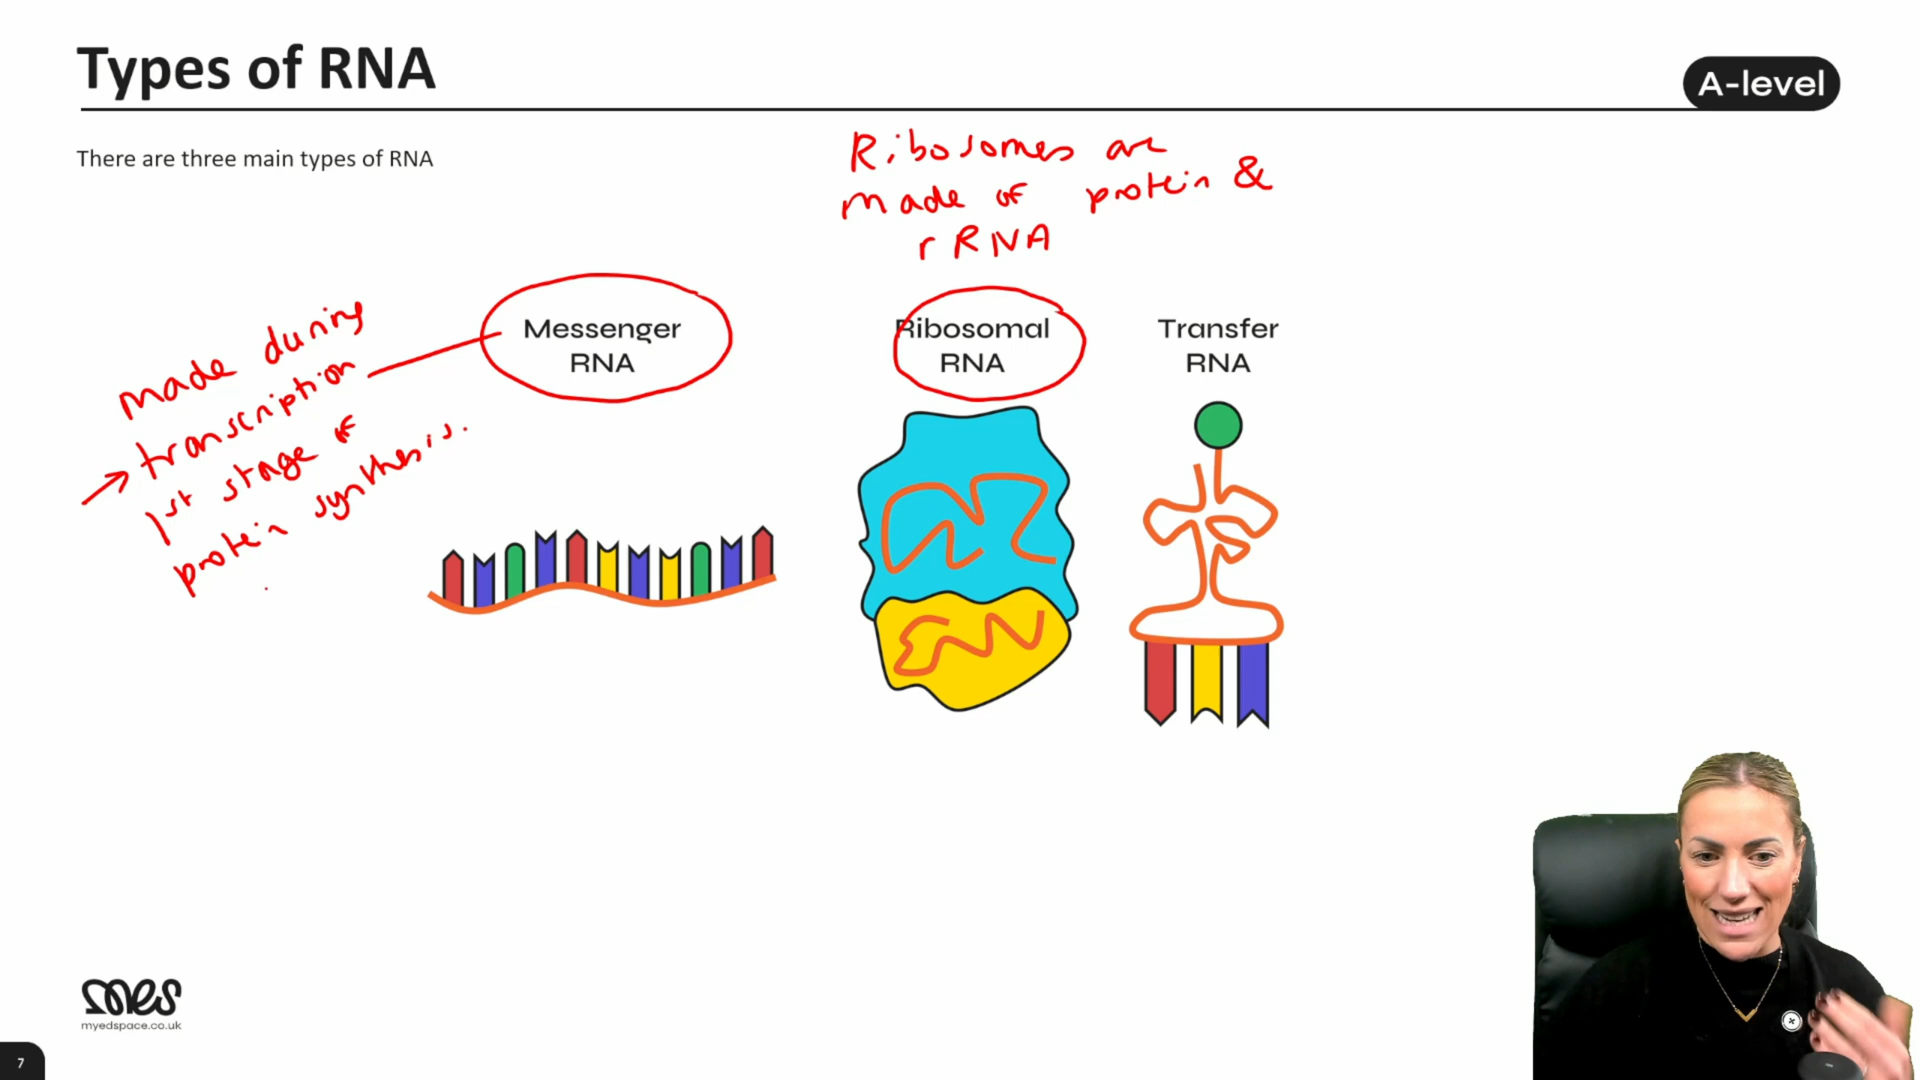 Types of RNA
A-level
There are three main types of RNA
Ribosomes are
made of protein &
rRNA
made during
transcription
→ 1st stage of
protein synthesis.
Messenger
RNA
Ribosomal
RNA
Transfer
RNA
mes
myedspace.co.uk
7